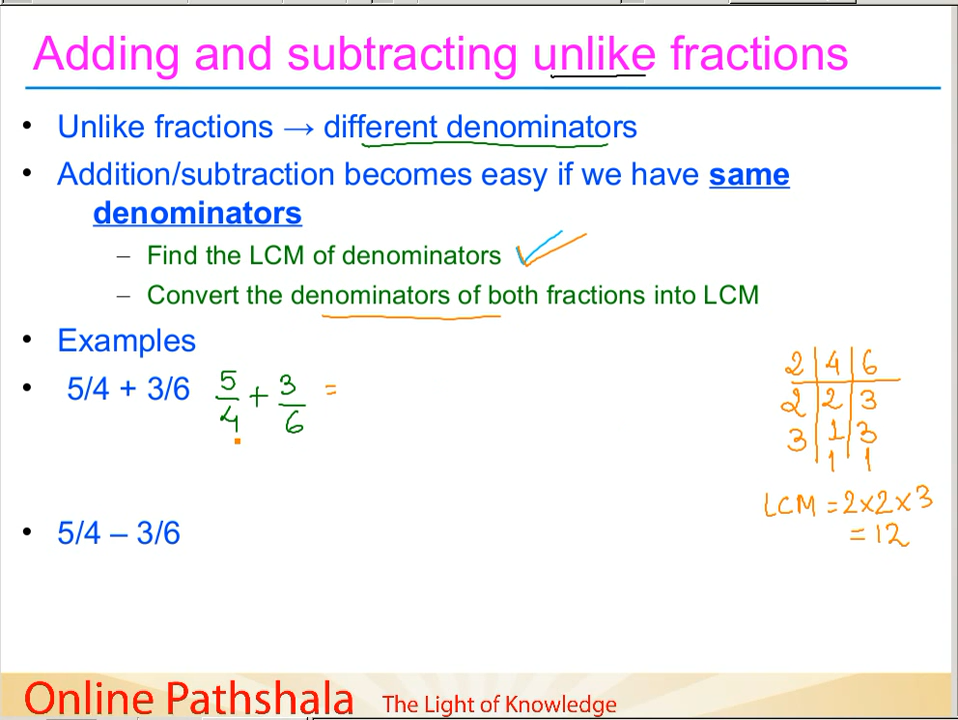 Adding and subtracting unlike fractions
• Unlike fractions → different denominators
• Addition/subtraction becomes easy if we have same
denominators
– Find the LCM of denominators
– Convert the denominators of both fractions into LCM
• Examples
• 5/4 + 3/6 5/4 + 3/6 =
2 | 4 | 6
2 | 2 | 3
3 | 1 | 3
1 1
LCM = 2×2×3
= 12
• 5/4 – 3/6
Online Pathshala The Light of Knowledge